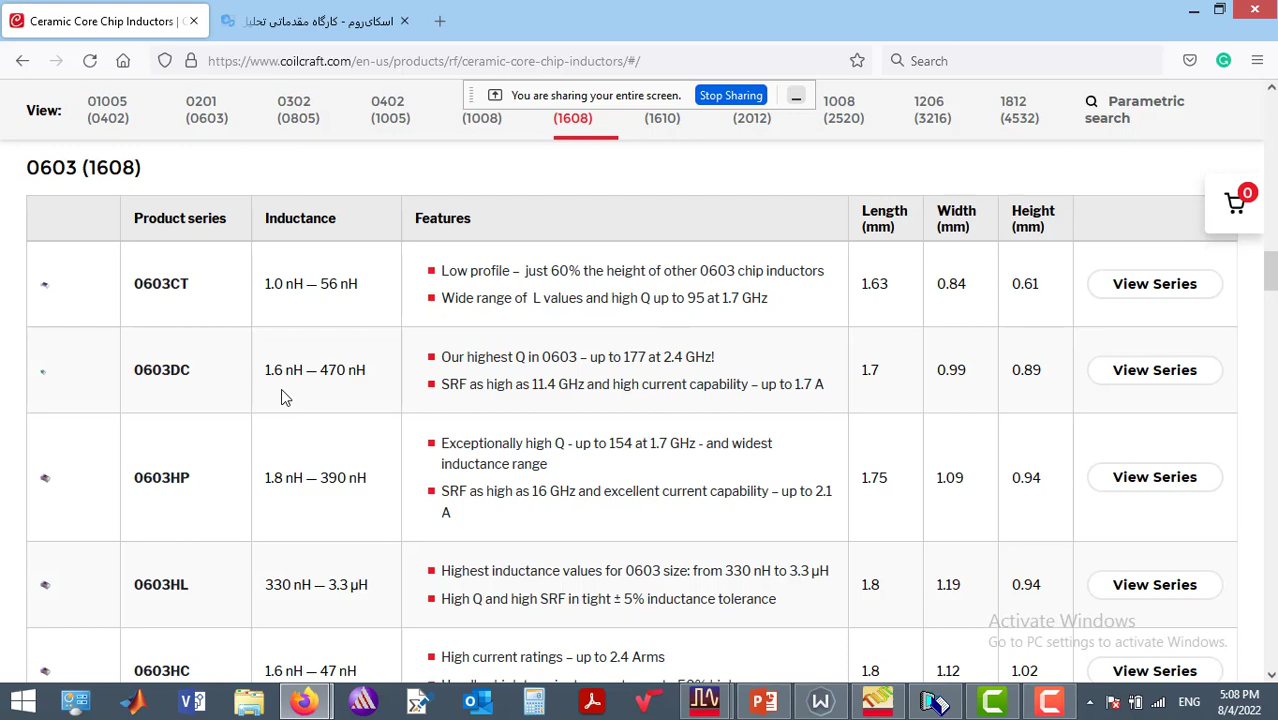 Ceramic Core Chip Inductors | C
اسکای‌روم - کارگاه مقدماتی تحلیل
https://www.coilcraft.com/en-us/products/rf/ceramic-core-chip-inductors/#/
Search
You are sharing your entire screen.
Stop Sharing
View:
01005 (0402)
0201 (0603)
0302 (0805)
0402 (1005)
(1008)
(1608)
(1610)
(2012)
1008 (2520)
1206 (3216)
1812 (4532)
Parametric search
0
0603 (1608)
Product series
Inductance
Features
Length (mm)
Width (mm)
Height (mm)
0603CT
1.0 nH — 56 nH
Low profile – just 60% the height of other 0603 chip inductors
Wide range of L values and high Q up to 95 at 1.7 GHz
1.63
0.84
0.61
View Series
0603DC
1.6 nH — 470 nH
Our highest Q in 0603 – up to 177 at 2.4 GHz!
SRF as high as 11.4 GHz and high current capability – up to 1.7 A
1.7
0.99
0.89
View Series
0603HP
1.8 nH — 390 nH
Exceptionally high Q - up to 154 at 1.7 GHz - and widest
inductance range
SRF as high as 16 GHz and excellent current capability – up to 2.1
A
1.75
1.09
0.94
View Series
0603HL
330 nH — 3.3 µH
Highest inductance values for 0603 size: from 330 nH to 3.3 µH
High Q and high SRF in tight ± 5% inductance tolerance
1.8
1.19
0.94
View Series
0603HC
1.6 nH — 47 nH
High current ratings – up to 2.4 Arms
1.8
1.12
1.02
View Series
Activate Windows
Go to PC settings to activate Windows.
ENG
5:08 PM
8/4/2022